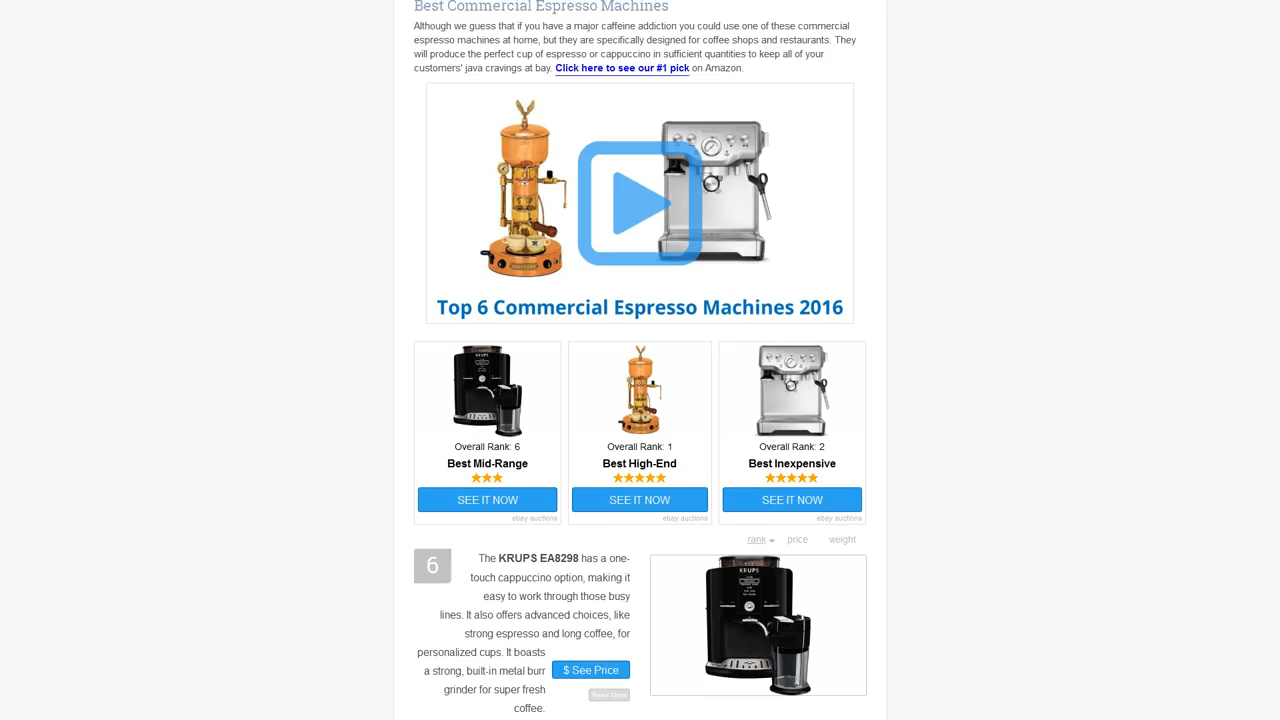 Best Commercial Espresso Machines
Although we guess that if you have a major caffeine addiction you could use one of these commercial
espresso machines at home, but they are specifically designed for coffee shops and restaurants. They
will produce the perfect cup of espresso or cappuccino in sufficient quantities to keep all of your
customers' java cravings at bay. Click here to see our #1 pick on Amazon.
Top 6 Commercial Espresso Machines 2016
KRUPS
Overall Rank: 6
Best Mid-Range
SEE IT NOW
ebay auctions
Overall Rank: 1
Best High-End
SEE IT NOW
ebay auctions
Overall Rank: 2
Best Inexpensive
SEE IT NOW
ebay auctions
rank price weight
6
The KRUPS EA8298 has a one-
touch cappuccino option, making it
easy to work through those busy
lines. It also offers advanced choices, like
strong espresso and long coffee, for
personalized cups. It boasts
a strong, built-in metal burr
grinder for super fresh
coffee.
$ See Price
Read More
KRUPS